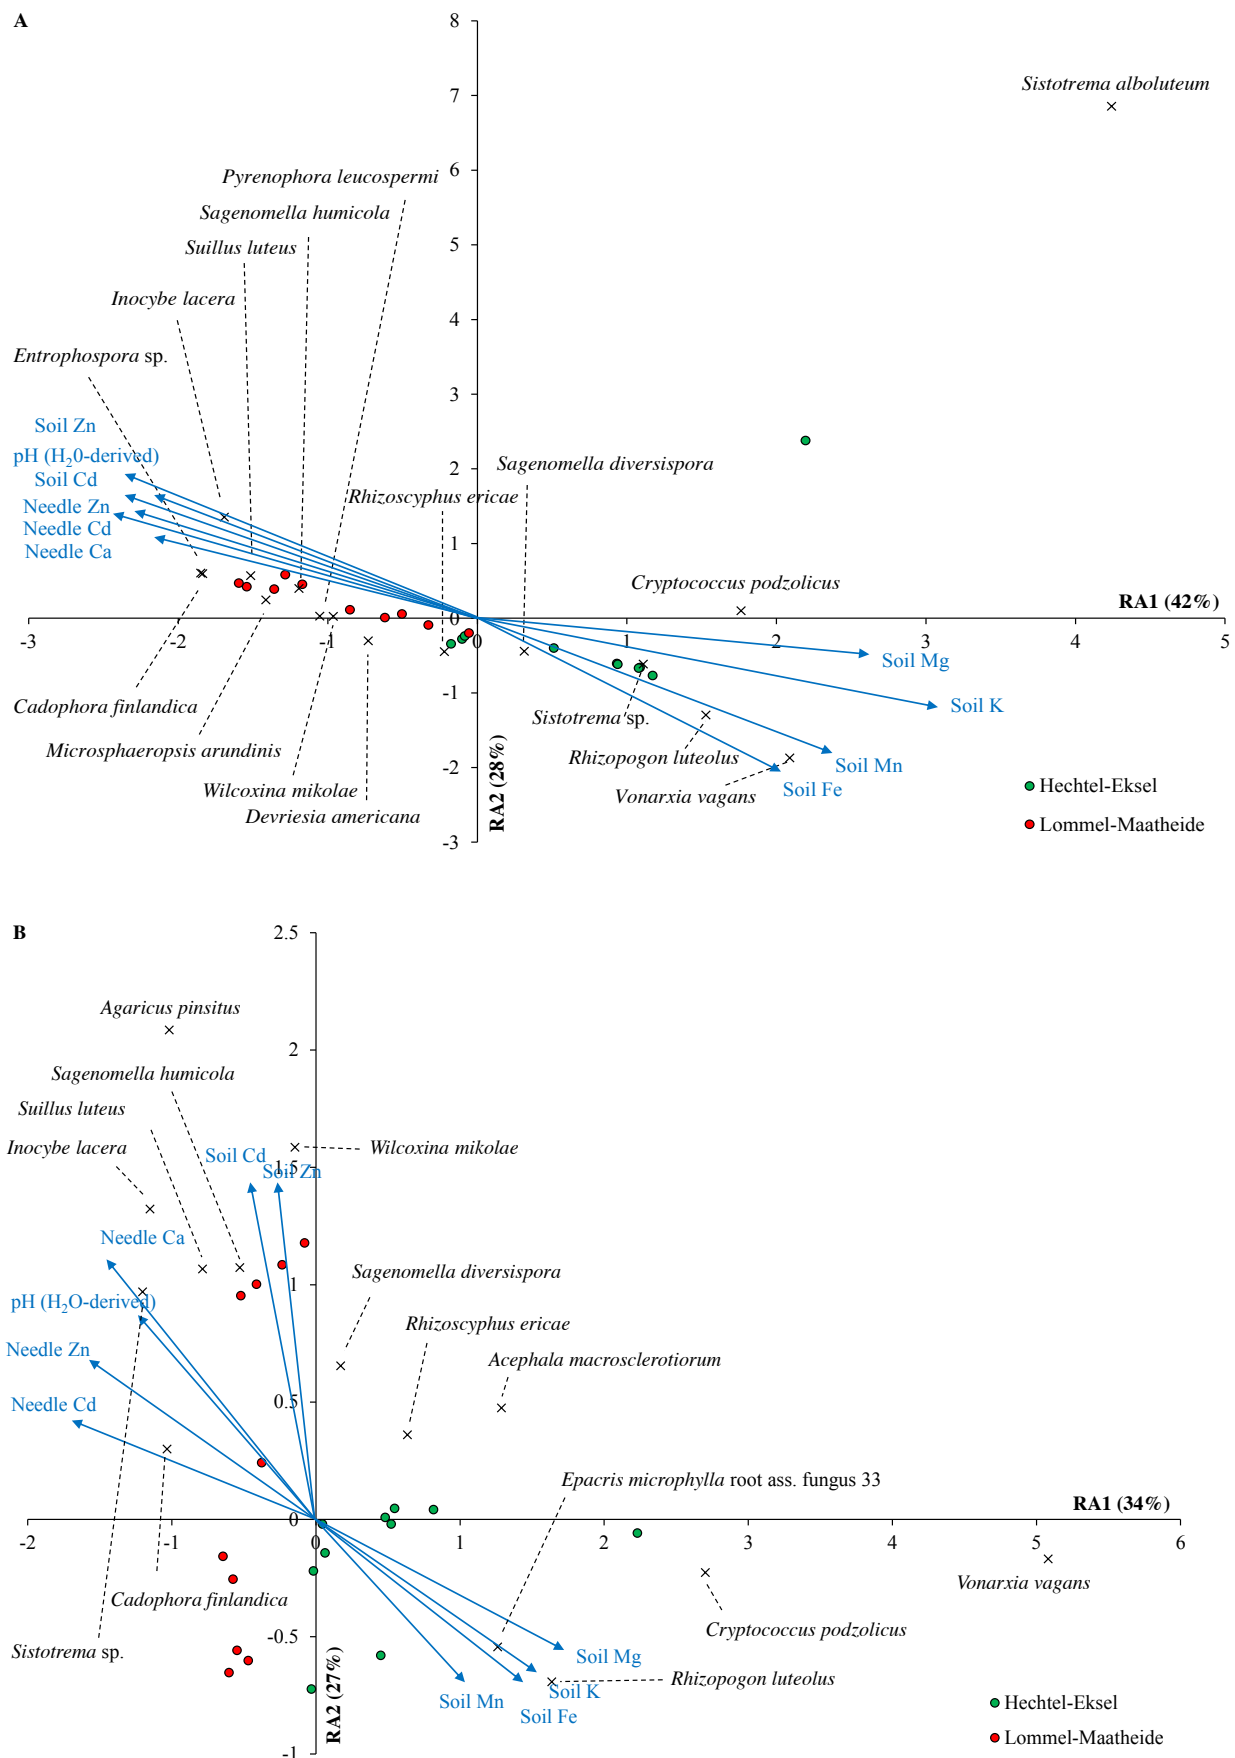 A
8
Sistotrema alboluteum
7
6
Pyrenophora leucospermi
Sagenomella humicola
5
Suillus luteus
Inocybe lacera
4
Entrophospora sp.
3
Soil Zn
pH (H₂0-derived)
Sagenomella diversispora
2
Soil Cd
Rhizoscyphus ericae
Needle Zn
Needle Cd
1
Needle Ca
Cryptococcus podzolicus
RA1 (42%)
0
-3 -2 -1 0 1 2 3 4 5
Soil Mg
-1
Cadophora finlandica
Soil K
Sistotrema sp.
Microsphaeropsis arundinis
Rhizopogon luteolus
Soil Mn
-2
Wilcoxina mikolae
Vonarxia vagans
Soil Fe
Hechtel-Eksel
Devriesia americana
RA2 (28%)
Lommel-Maatheide
-3
B
2.5
Agaricus pinsitus
2
Sagenomella humicola
Suillus luteus
Inocybe lacera
Wilcoxina mikolae
Soil Cd
1.5
Soil Zn
Needle Ca
Sagenomella diversispora
1
pH (H₂O-derived)
Rhizoscyphus ericae
Needle Zn
Acephala macrosclerotiorum
Needle Cd
0.5
Epacris microphylla root ass. fungus 33
RA1 (34%)
0
-2 -1 0 1 2 3 4 5 6
Vonarxia vagans
Cadophora finlandica
Cryptococcus podzolicus
-0.5
Sistotrema sp.
Soil Mg
Rhizopogon luteolus
Soil K
Soil Mn
Soil Fe
RA2 (27%)
Hechtel-Eksel
Lommel-Maatheide
-1